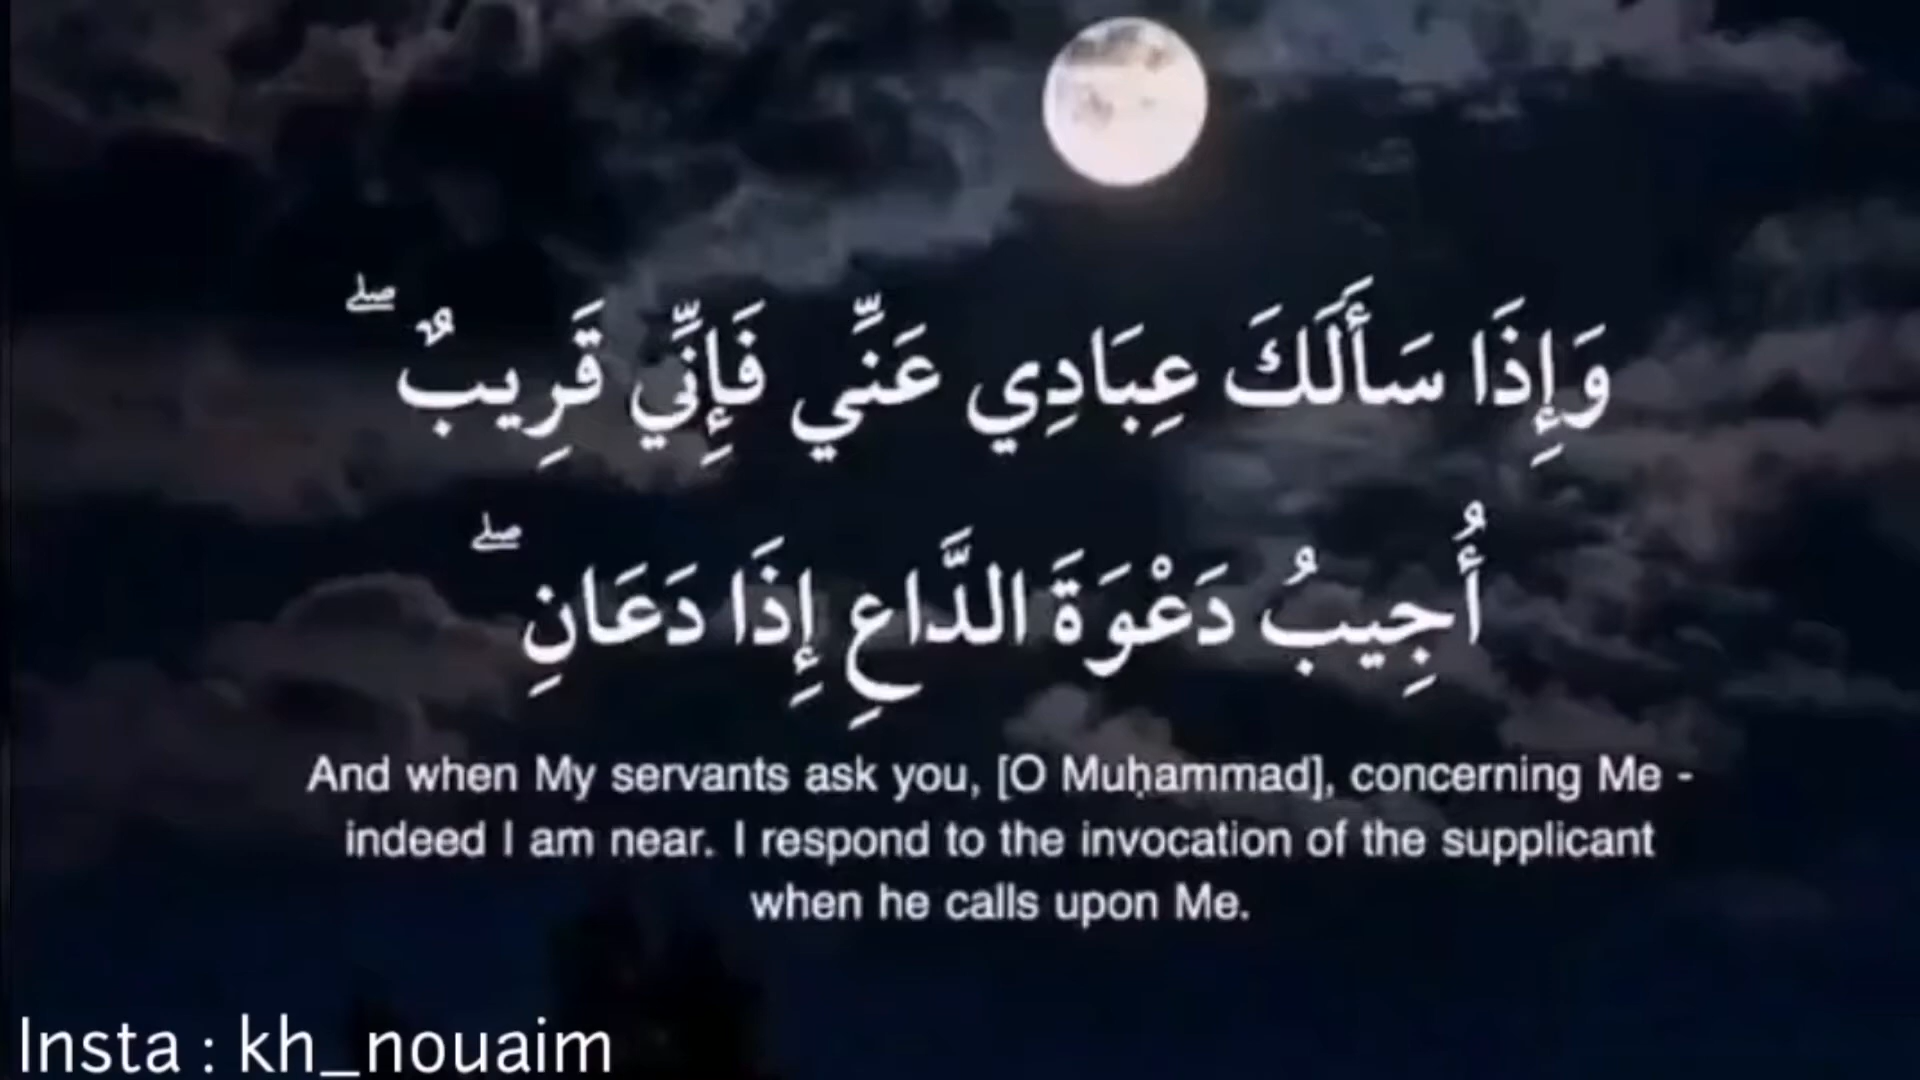 وَإِذَا سَأَلَكَ عِبَادِي عَنِّي فَإِنِّي قَرِيبٌ ۖ
أُجِيبُ دَعْوَةَ الدَّاعِ إِذَا دَعَانِ ۖ
And when My servants ask you, [O Muḥammad], concerning Me -
indeed I am near. I respond to the invocation of the supplicant
when he calls upon Me.
Insta : kh_nouaim